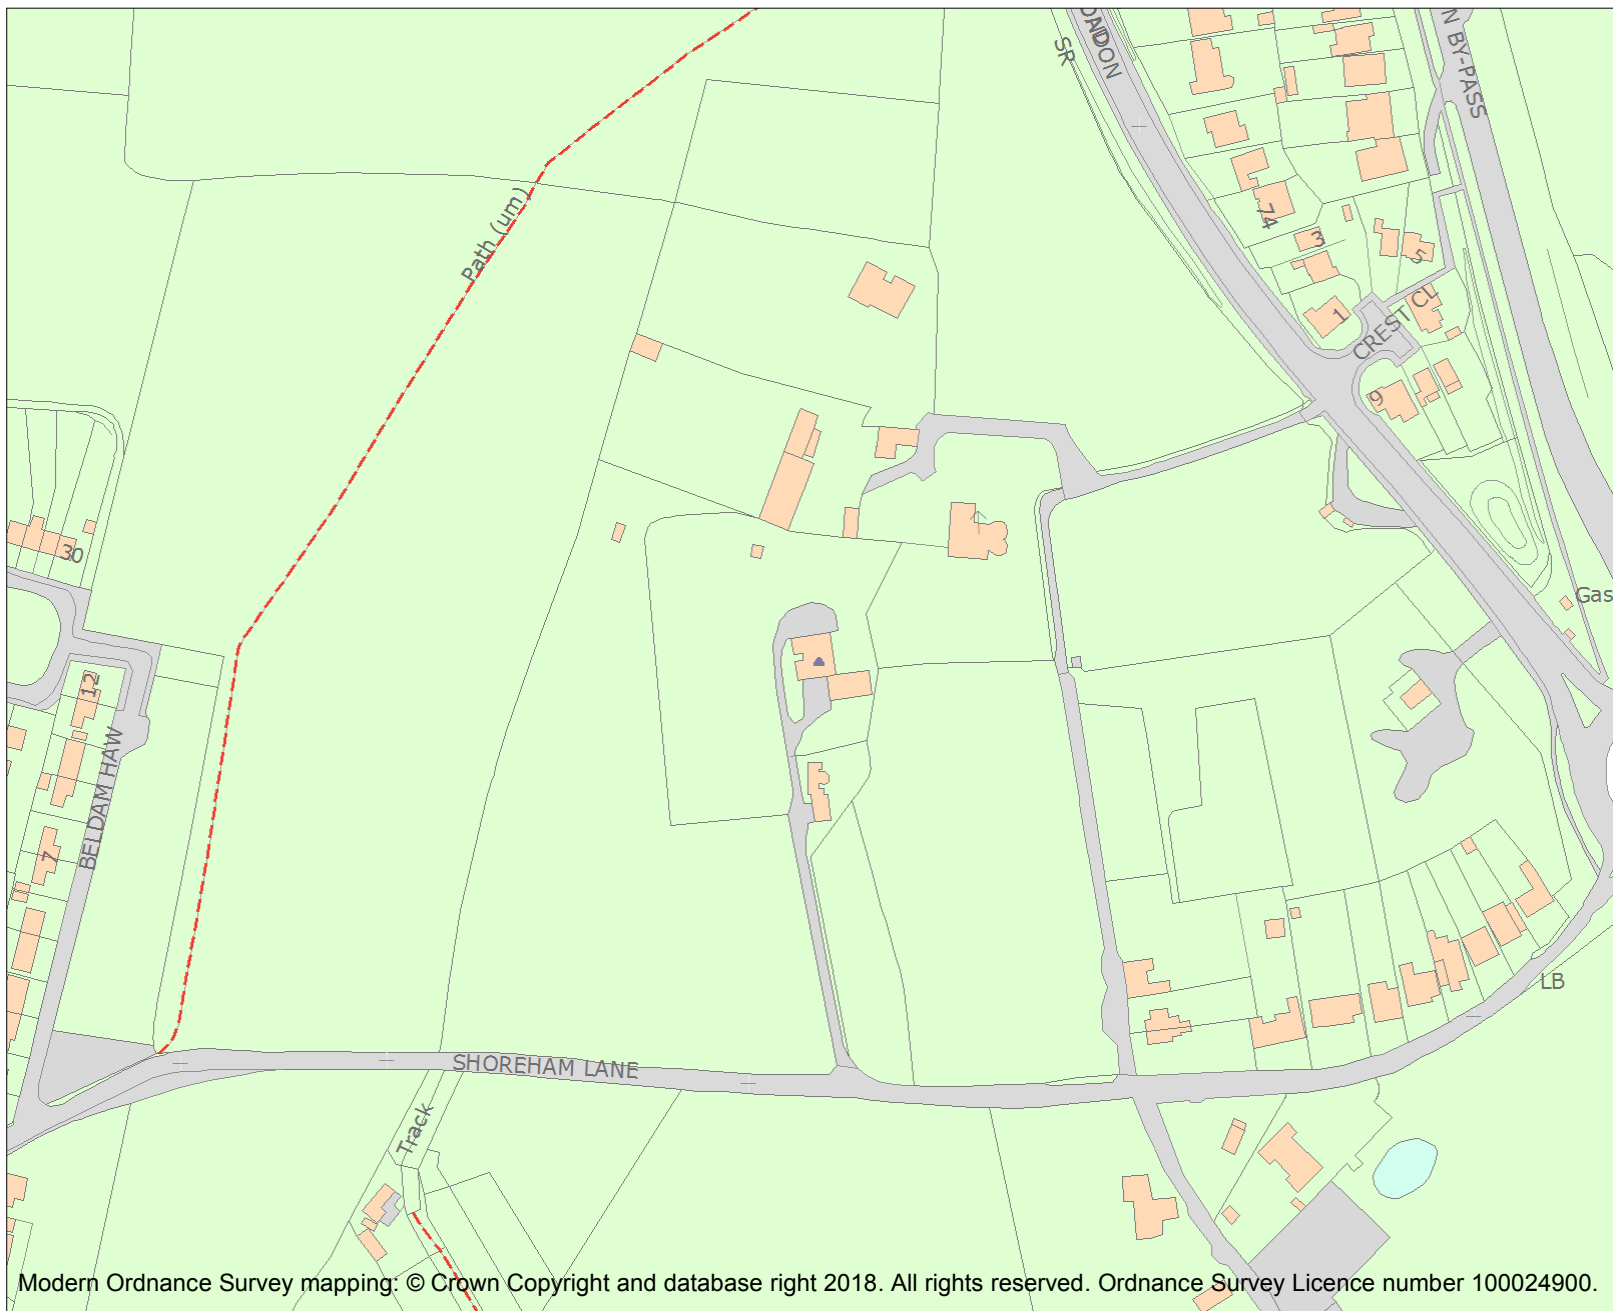 LONDON
ROAD
SR
N BY-PASS
Path (um)
74
3
5
1
CREST CL
9
Gas
30
12
BELDAM HAW
7
LB
SHOREHAM LANE
Track
Modern Ordnance Survey mapping: © Crown Copyright and database right 2018. All rights reserved. Ordnance Survey Licence number 100024900.